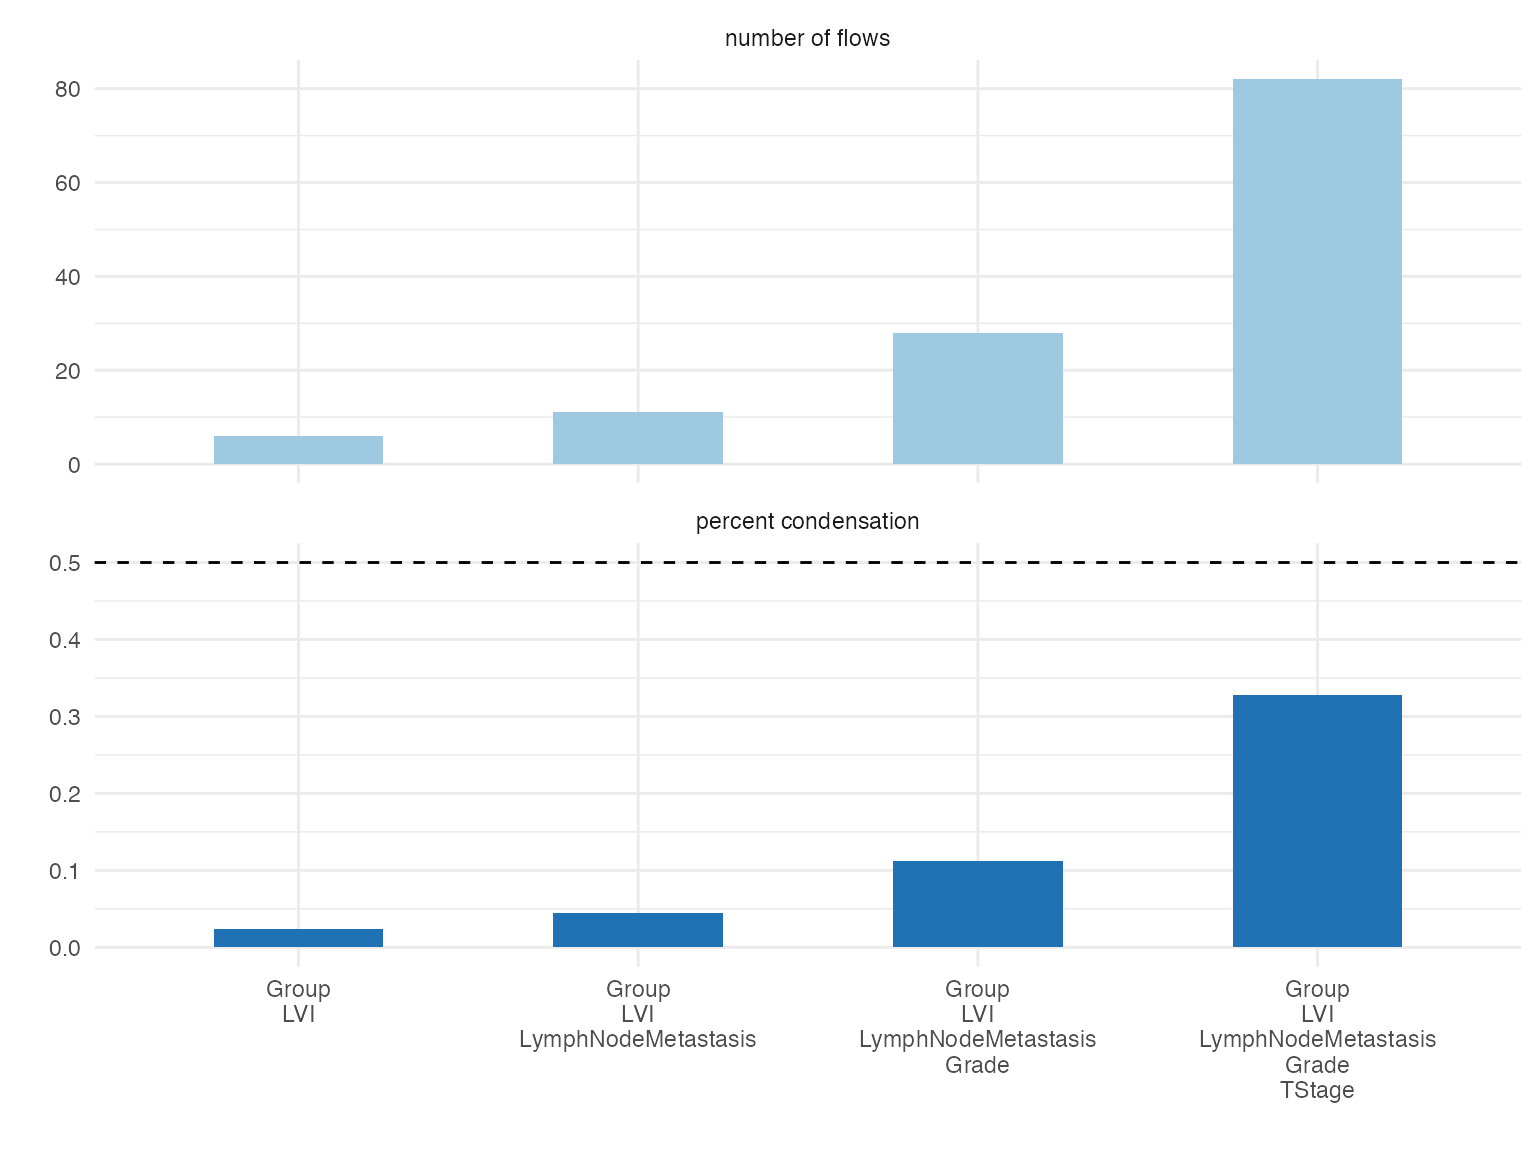 number of flows
80
60
40
20
0
percent condensation
0.5
0.4
0.3
0.2
0.1
0.0
Group
LVI
Group
LVI
LymphNodeMetastasis
Group
LVI
LymphNodeMetastasis
Grade
Group
LVI
LymphNodeMetastasis
Grade
TStage